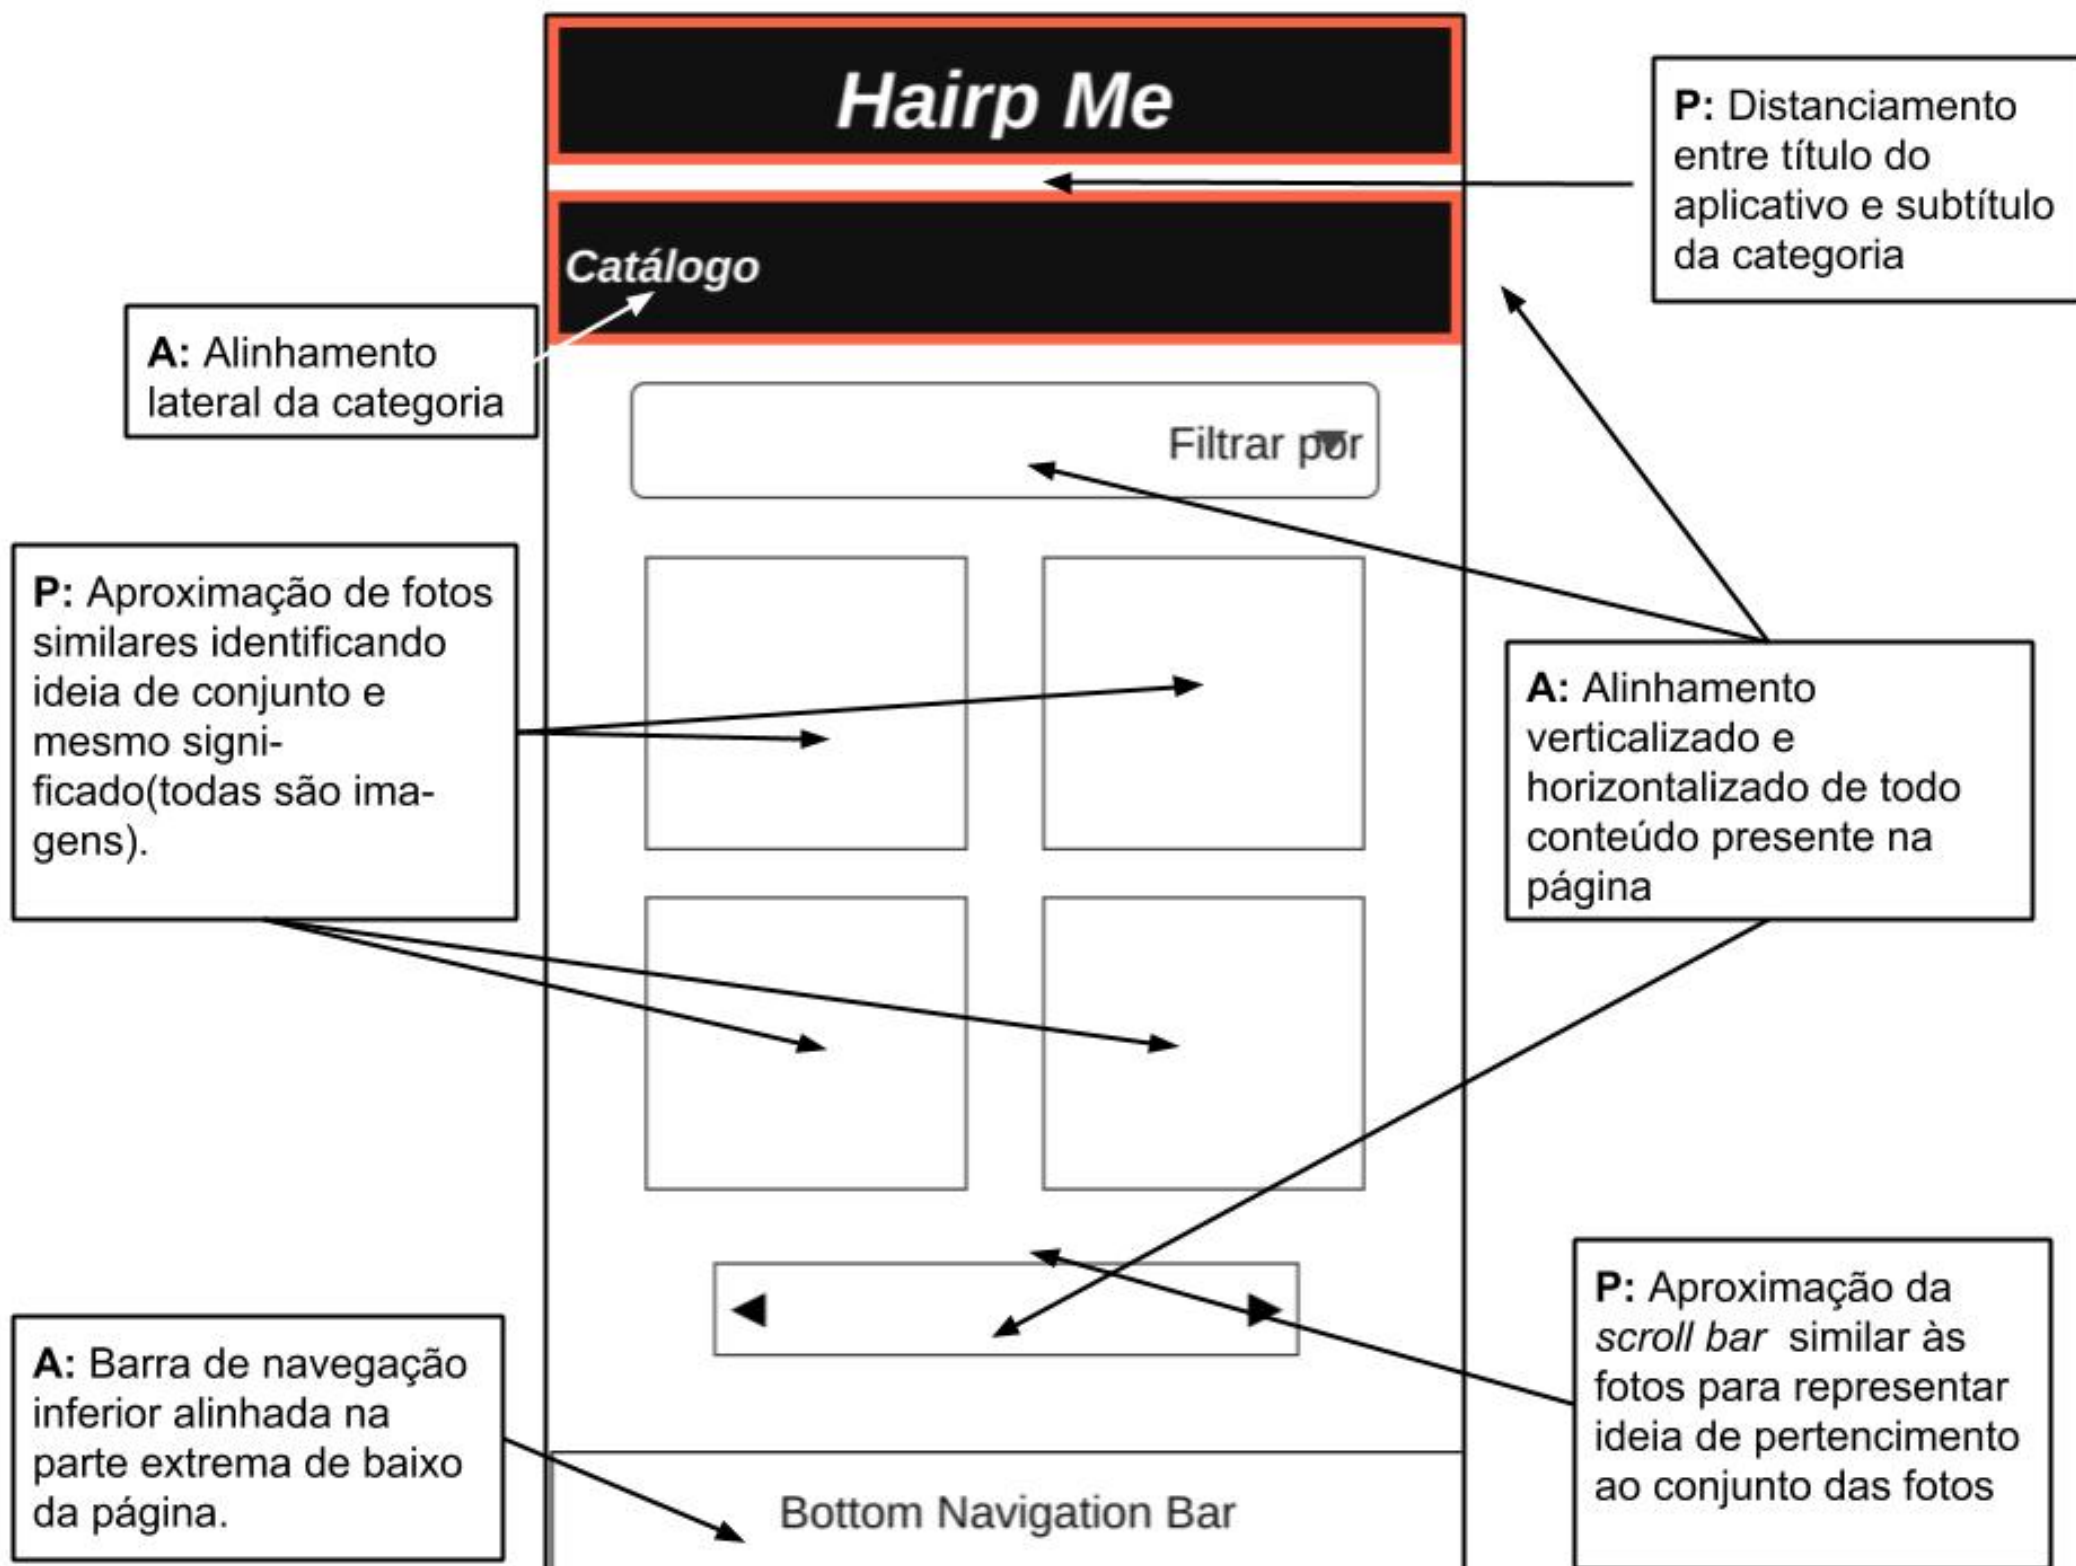 Hairp Me
P: Distanciamento
entre título do
aplicativo e subtítulo
da categoria
Catálogo
A: Alinhamento
lateral da categoria
Filtrar por
P: Aproximação de fotos
similares identificando
ideia de conjunto e
mesmo signi-
ficado(todas são ima-
gens).
A: Alinhamento
verticalizado e
horizontalizado de todo
conteúdo presente na
página
P: Aproximação da
scroll bar similar às
fotos para representar
ideia de pertencimento
ao conjunto das fotos
A: Barra de navegação
inferior alinhada na
parte extrema de baixo
da página.
Bottom Navigation Bar